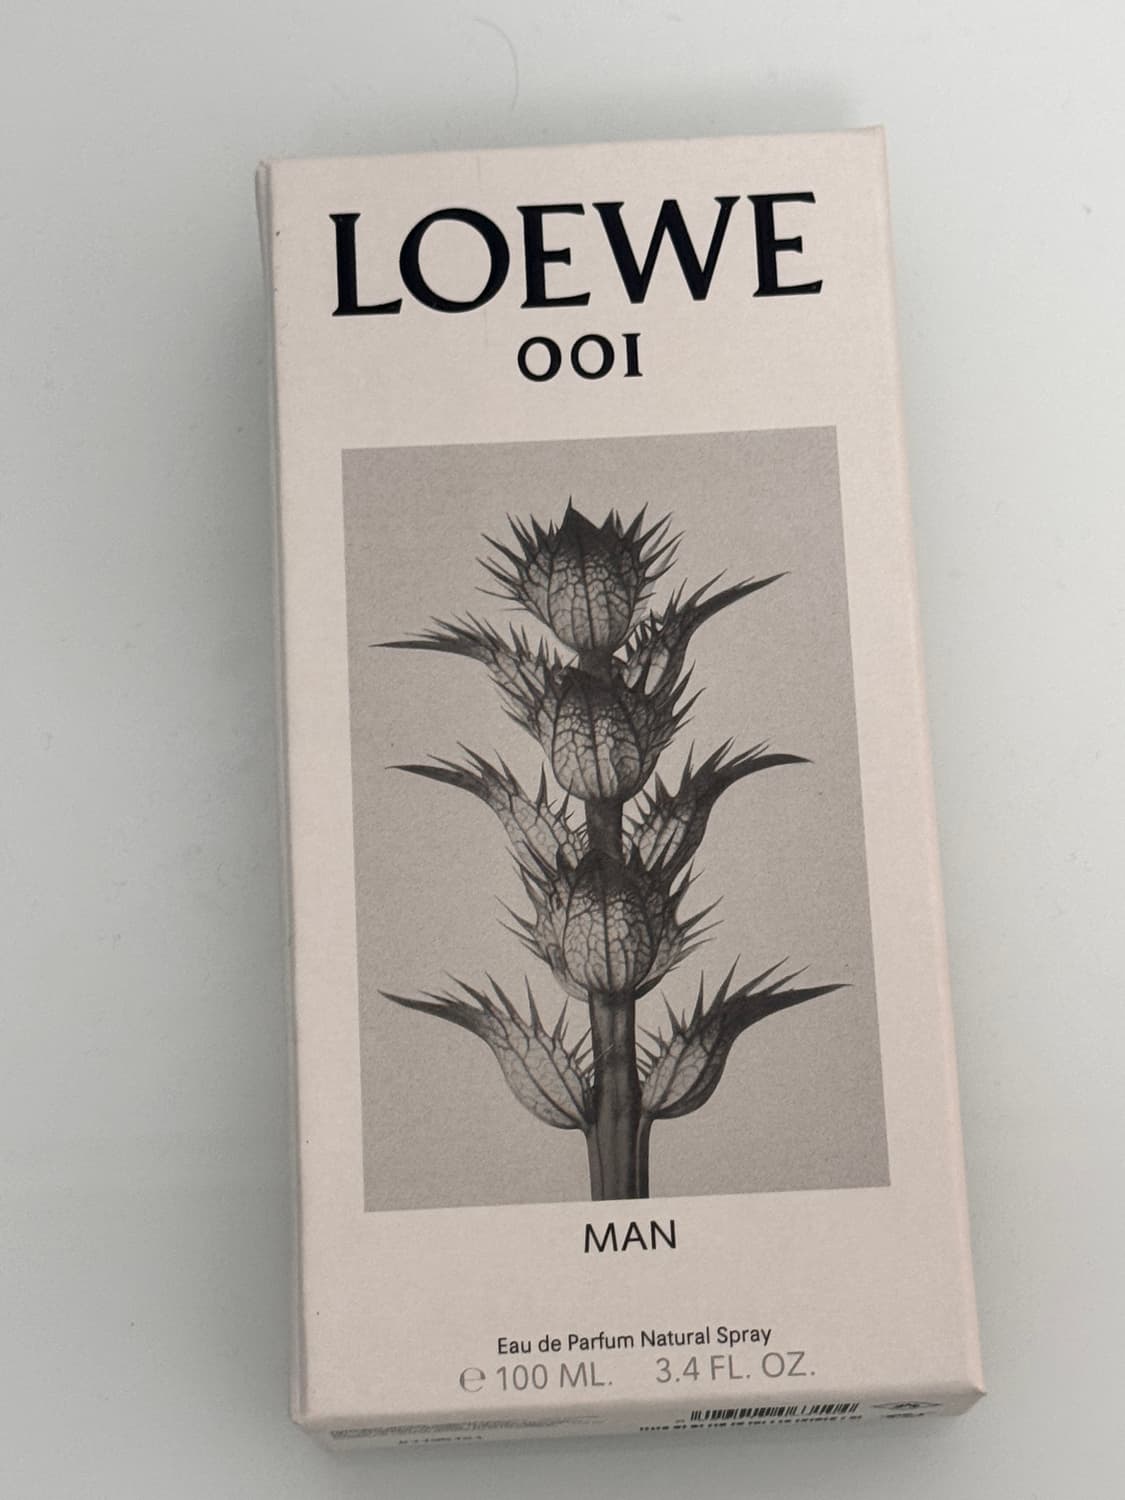 LOEWE
001
MAN
Eau de Parfum Natural Spray
℮ 100 ML. 3.4 FL. OZ.